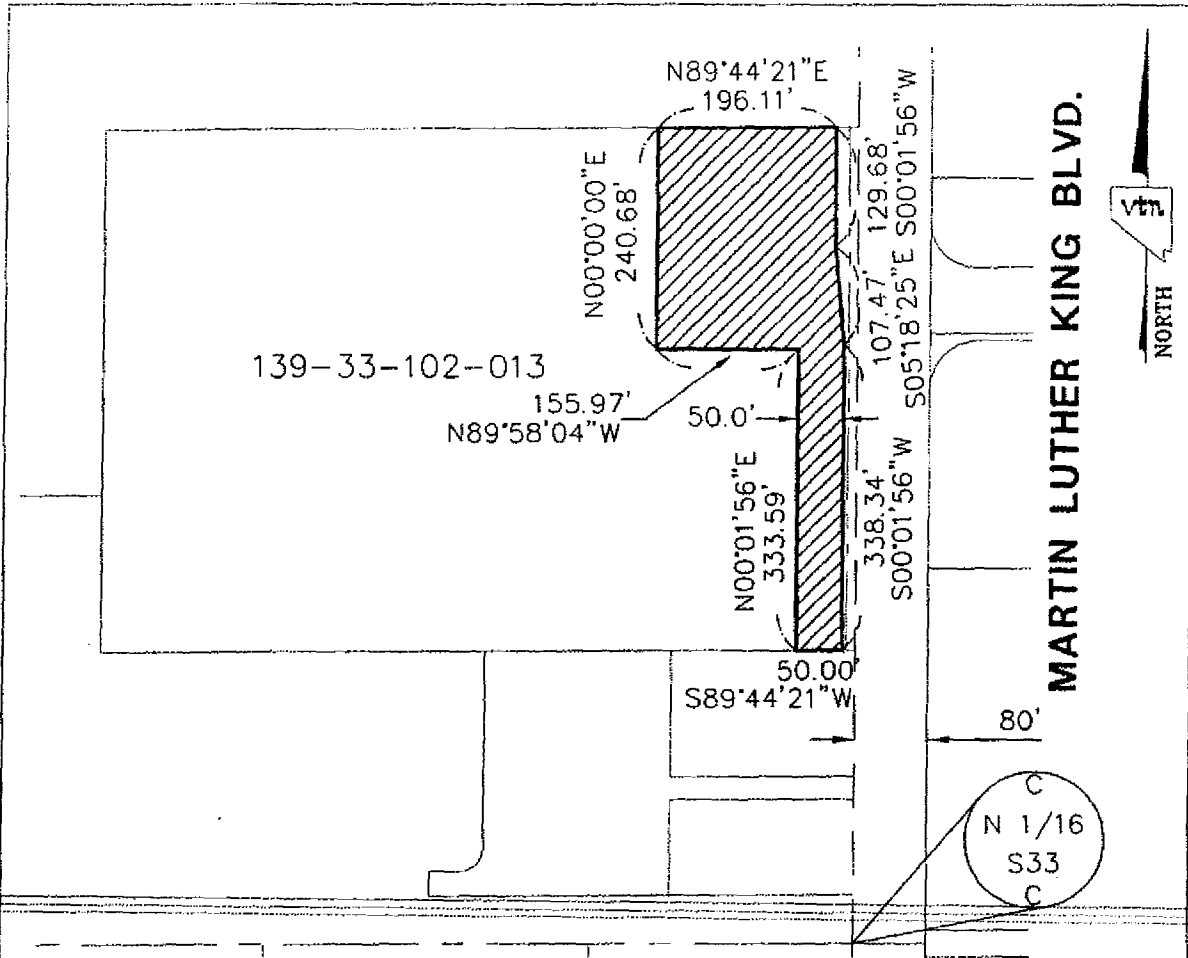 N89°44'21"E
196.11'
N00°00'00"E
240.68'
129.68'
S00°01'56"W
107.47'
S05°18'25"E
139-33-102-013
155.97'
N89°58'04"W
50.0'
N00°01'56"E
333.59'
338.34'
S00°01'56"W
50.00'
S89°44'21"W
80'
MARTIN LUTHER KING BLVD.
vtn
NORTH
C
N 1/16
S33
C